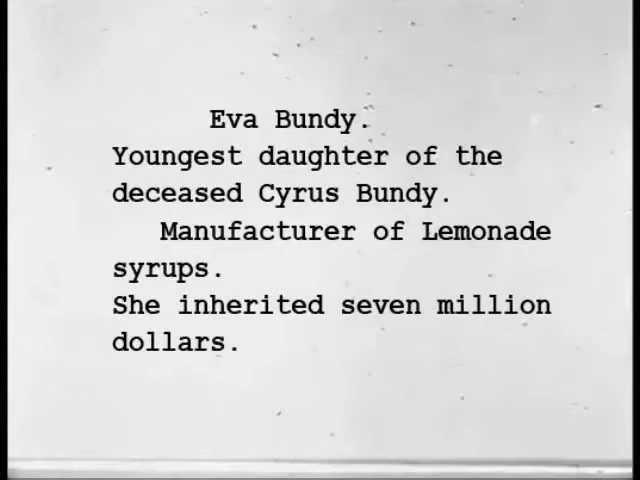 Eva Bundy.
Youngest daughter of the
deceased Cyrus Bundy.
Manufacturer of Lemonade
syrups.
She inherited seven million
dollars.